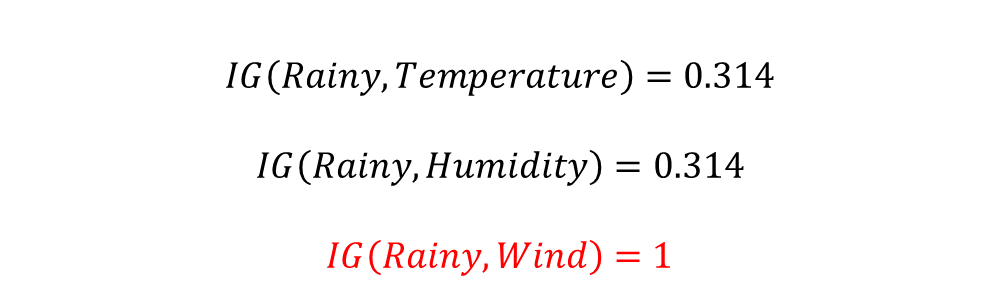 IG(Rainy, Temperature) = 0.314
IG(Rainy, Humidity) = 0.314
IG(Rainy, Wind) = 1